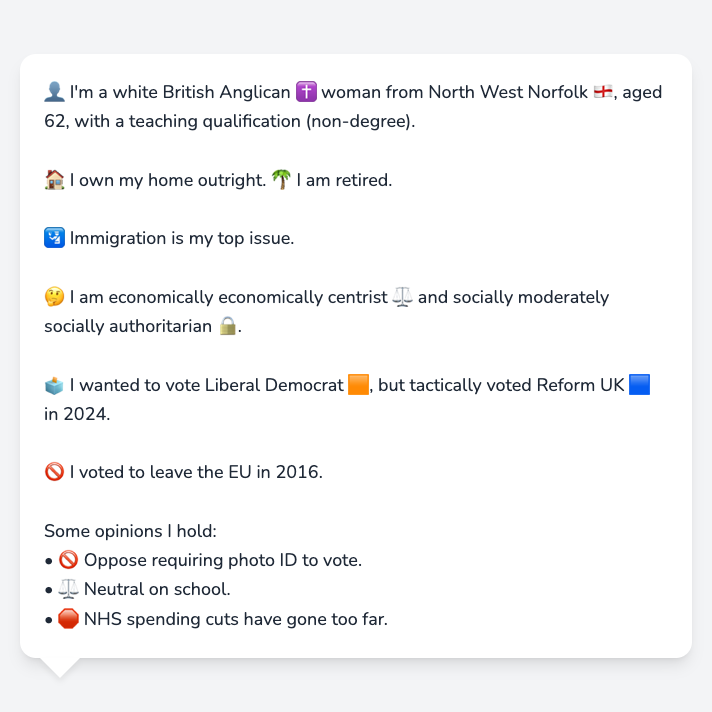 👤 I'm a white British Anglican ✝️ woman from North West Norfolk 🏴󠁧󠁢󠁥󠁮󠁧󠁿, aged
62, with a teaching qualification (non-degree).
🏠 I own my home outright. 🌴 I am retired.
🛂 Immigration is my top issue.
🤔 I am economically economically centrist ⚖️ and socially moderately
socially authoritarian 🔒.
🗳️ I wanted to vote Liberal Democrat 🟧, but tactically voted Reform UK 🟦
in 2024.
🚫 I voted to leave the EU in 2016.
Some opinions I hold:
• 🚫 Oppose requiring photo ID to vote.
• ⚖️ Neutral on school.
• 🛑 NHS spending cuts have gone too far.